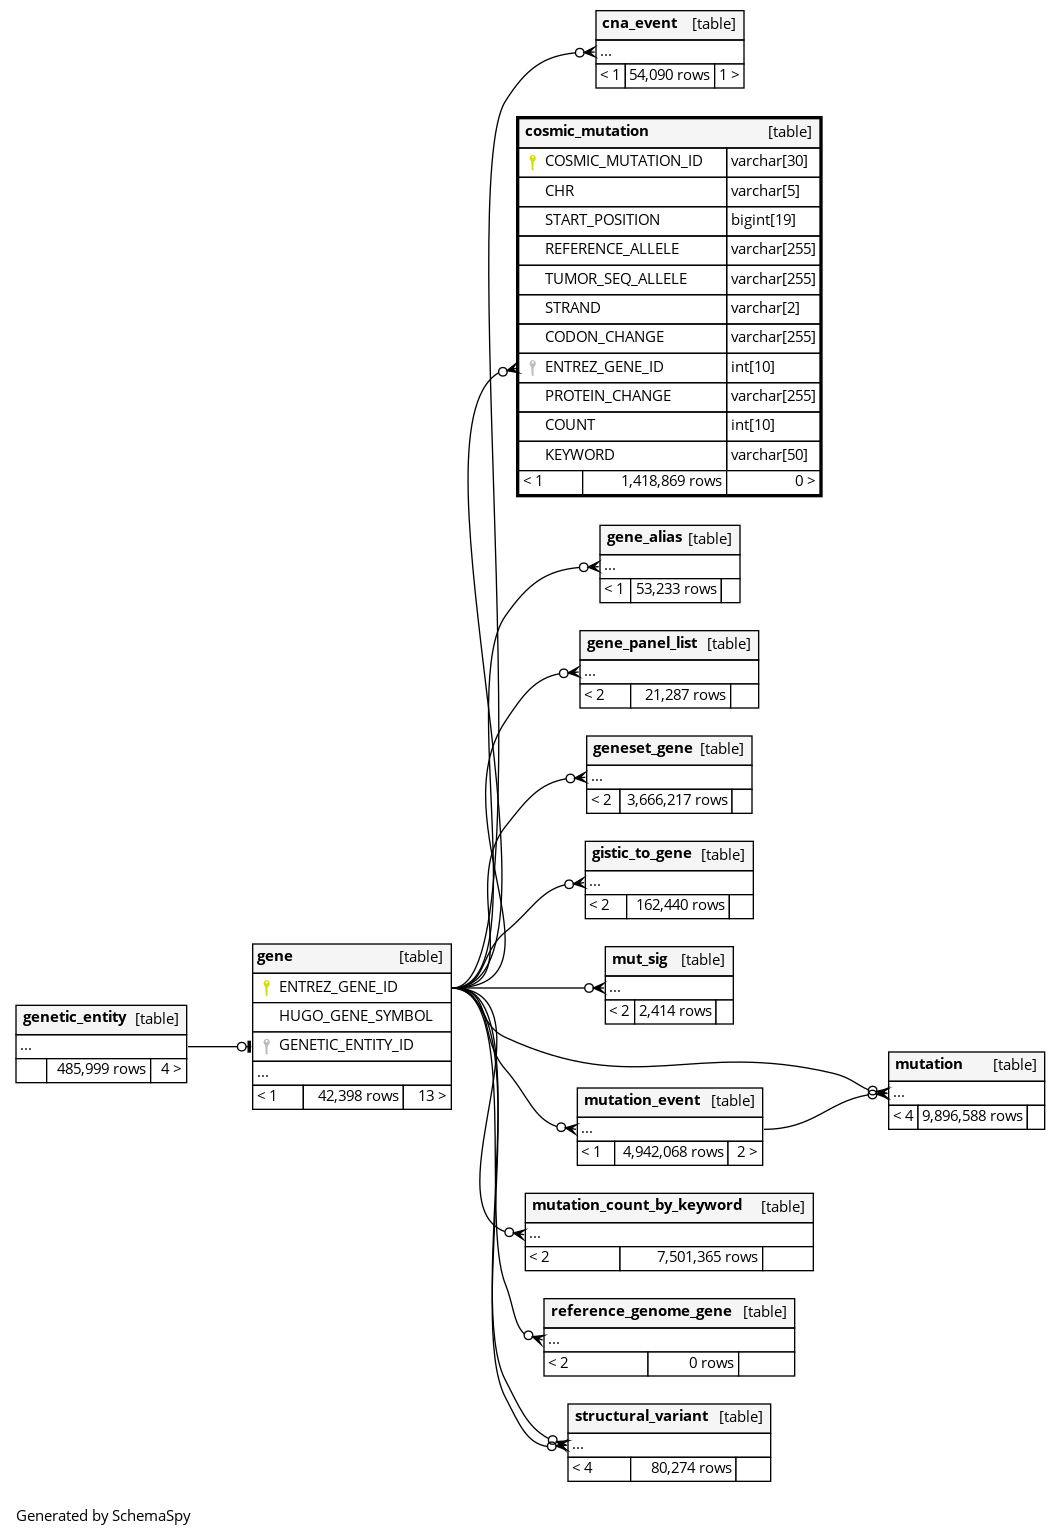 cna_event [table]
...
< 1 54,090 rows 1 >
cosmic_mutation [table]
COSMIC_MUTATION_ID varchar[30]
CHR varchar[5]
START_POSITION bigint[19]
REFERENCE_ALLELE varchar[255]
TUMOR_SEQ_ALLELE varchar[255]
STRAND varchar[2]
CODON_CHANGE varchar[255]
ENTREZ_GENE_ID int[10]
PROTEIN_CHANGE varchar[255]
COUNT int[10]
KEYWORD varchar[50]
< 1 1,418,869 rows 0 >
gene_alias [table]
...
< 1 53,233 rows
gene_panel_list [table]
...
< 2 21,287 rows
geneset_gene [table]
...
< 2 3,666,217 rows
gistic_to_gene [table]
...
< 2 162,440 rows
mut_sig [table]
...
< 2 2,414 rows
gene [table]
ENTREZ_GENE_ID
HUGO_GENE_SYMBOL
GENETIC_ENTITY_ID
...
< 1 42,398 rows 13 >
genetic_entity [table]
...
485,999 rows 4 >
mutation [table]
...
< 4 9,896,588 rows
mutation_event [table]
...
< 1 4,942,068 rows 2 >
mutation_count_by_keyword [table]
...
< 2 7,501,365 rows
reference_genome_gene [table]
...
< 2 0 rows
structural_variant [table]
...
< 4 80,274 rows
Generated by SchemaSpy